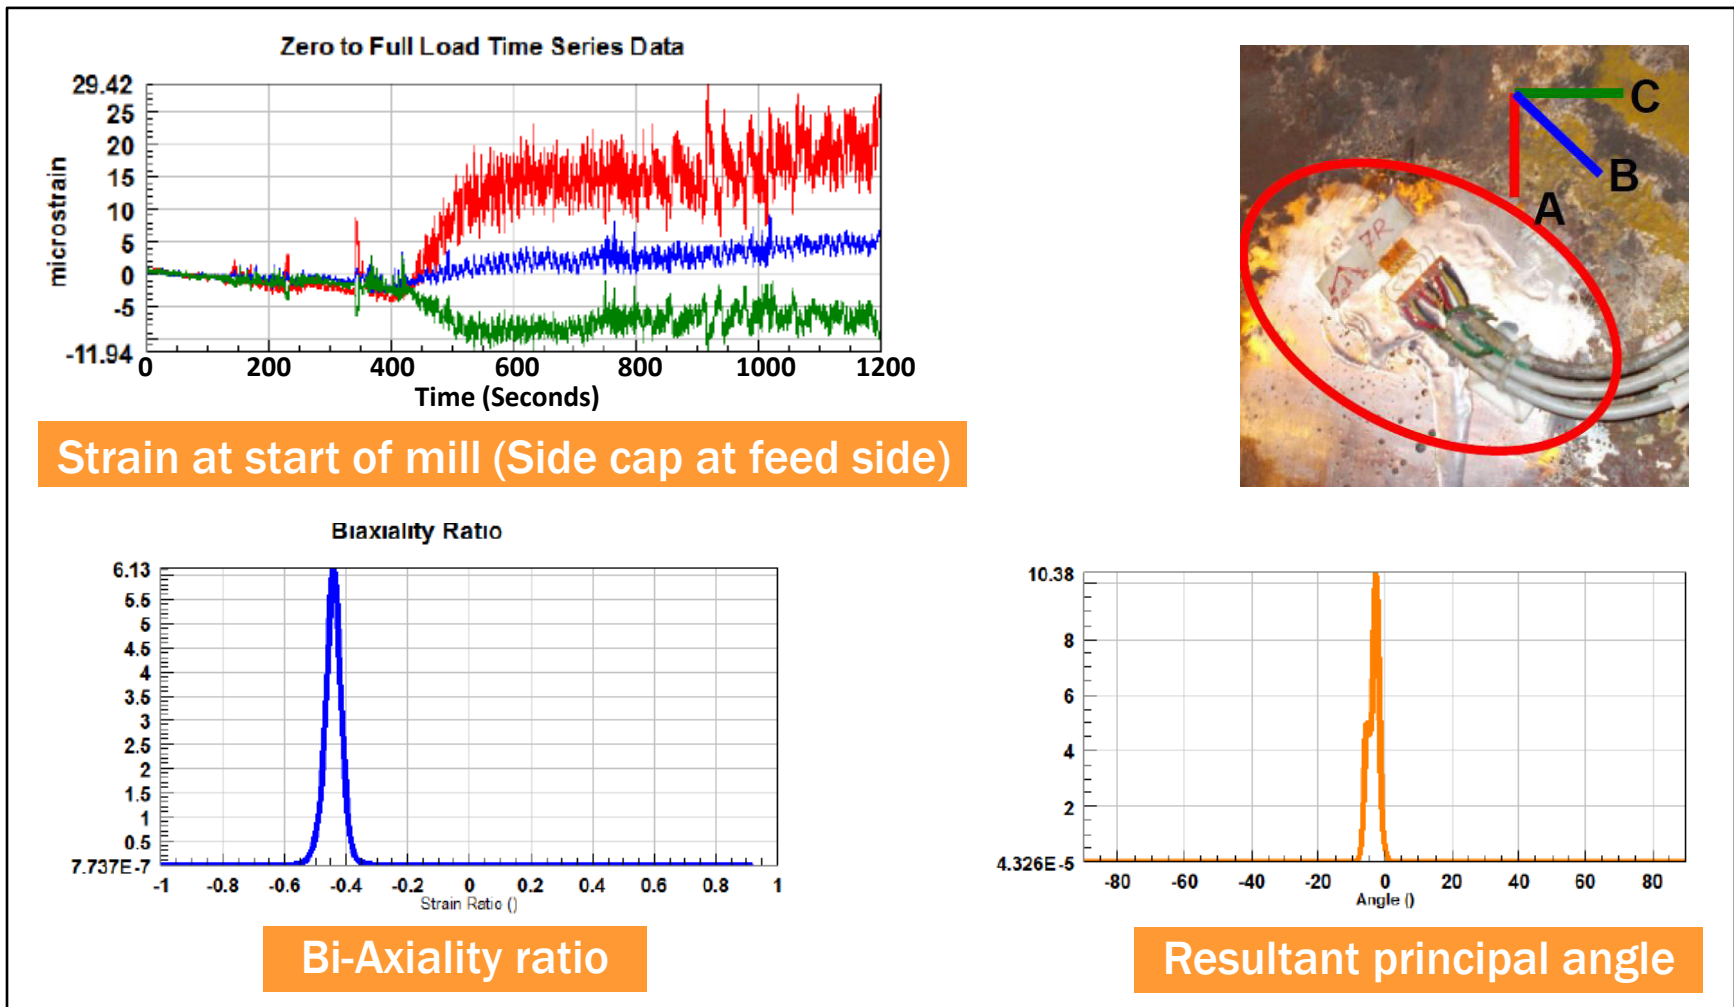 Zero to Full Load Time Series Data
29.42
25
20
15
10
5
0
-5
-11.94
microstrain
0 200 400 600 800 1000 1200
Time (Seconds)
Strain at start of mill (Side cap at feed side)
C
B
A
7R
Biaxiality Ratio
6.13
5.5
5
4.5
4
3.5
3
2.5
2
1.5
1
0.5
7.737E-7
-1 -0.8 -0.6 -0.4 -0.2 0 0.2 0.4 0.6 0.8 1
Strain Ratio ()
Bi-Axiality ratio
10.38
8
6
4
2
4.326E-5
-80 -60 -40 -20 0 20 40 60 80
Angle ()
Resultant principal angle